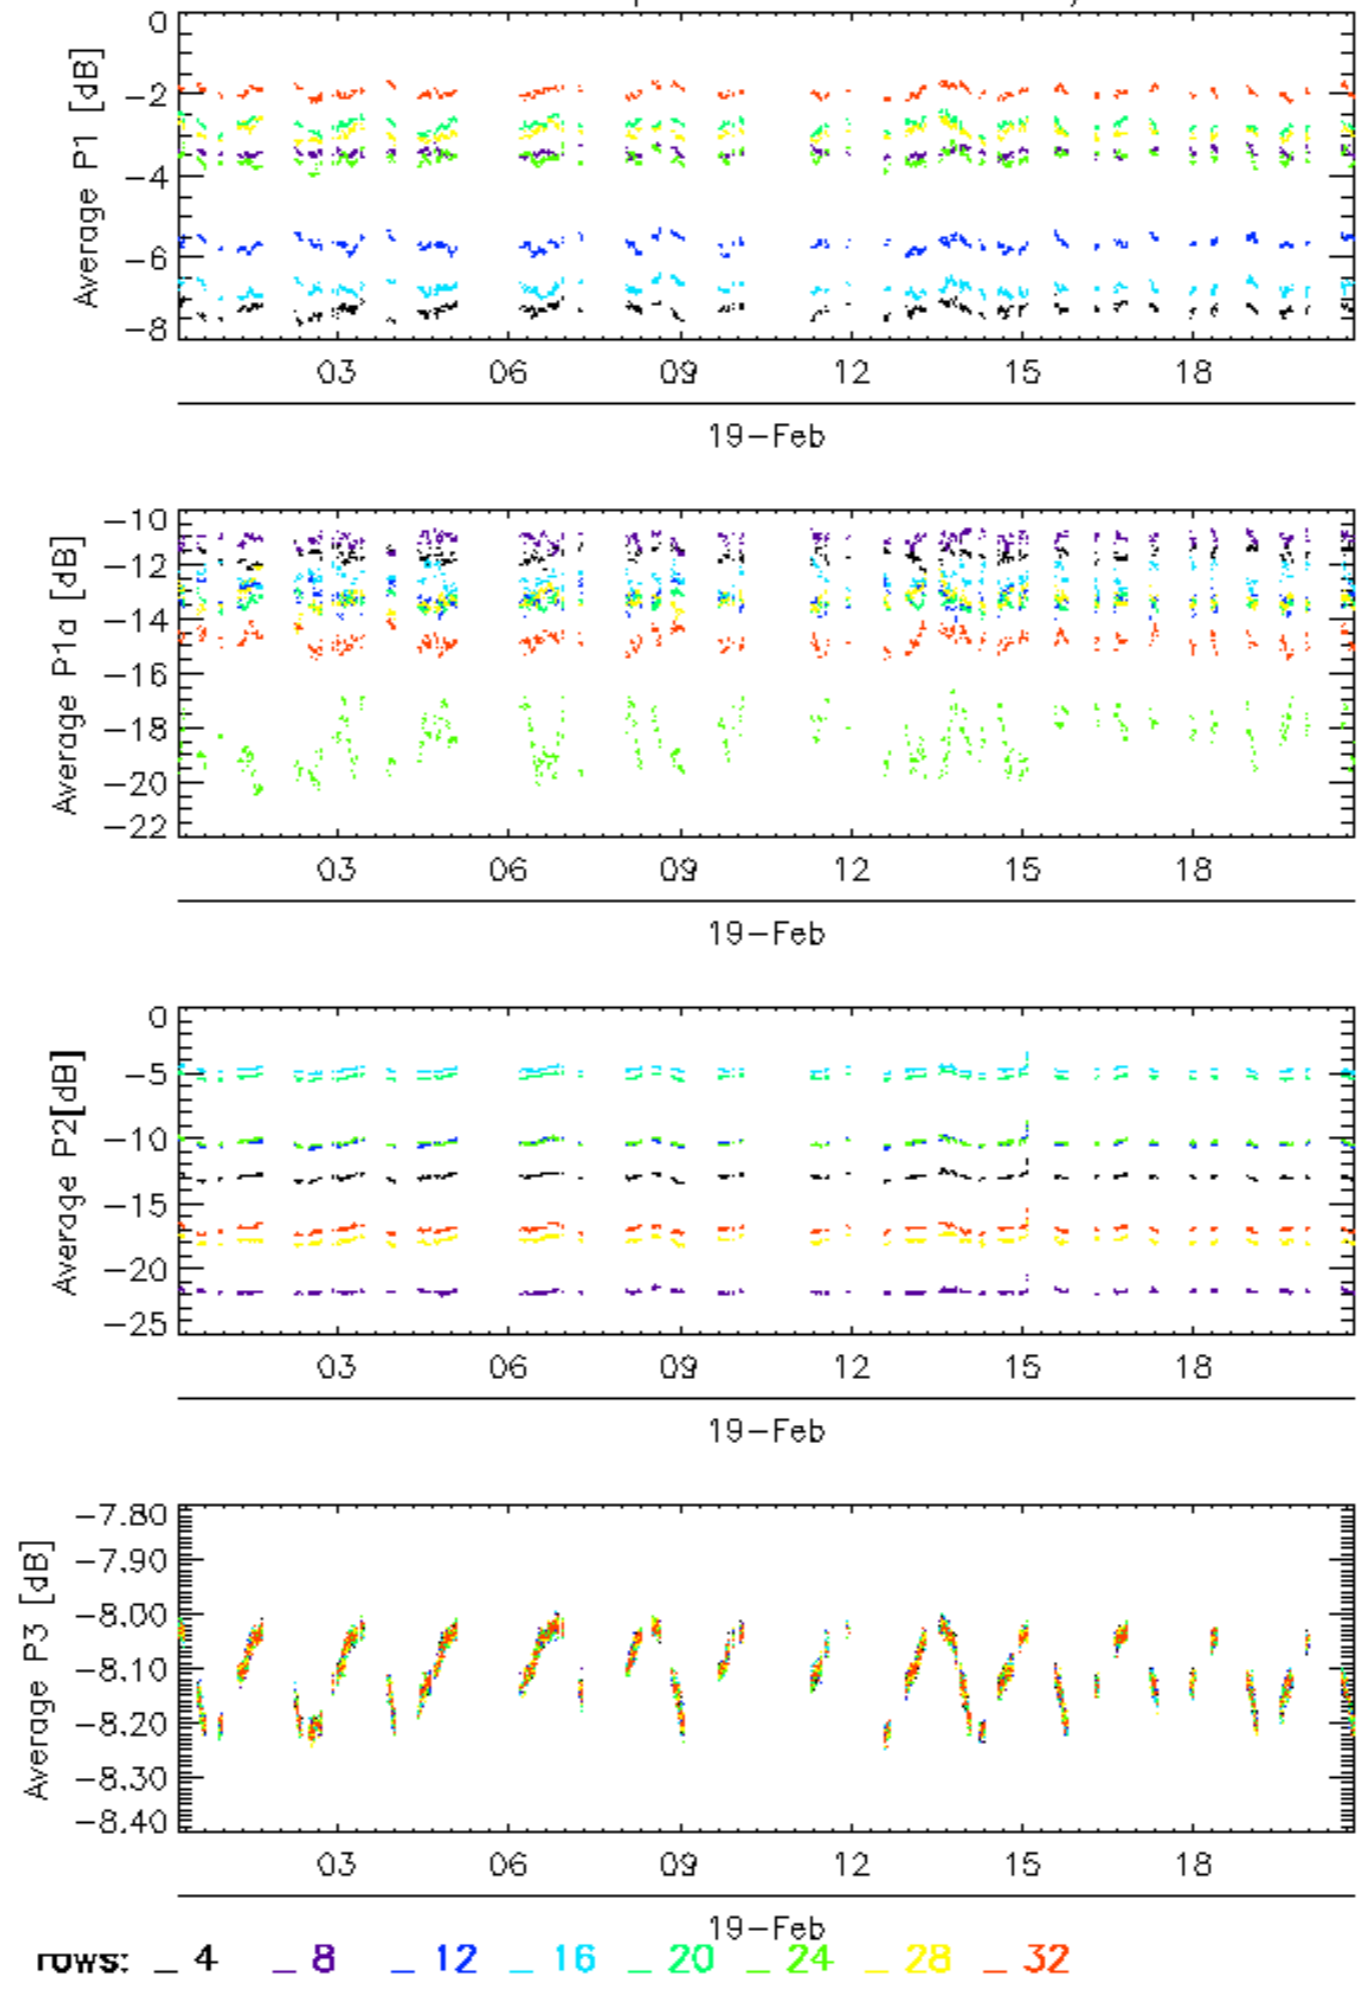 0
Average P1 [dB]
-2
-4
-6
-8
03 06 09 12 15 18
19-Feb
-10
Average P1a [dB]
-12
-14
-16
-18
-20
-22
03 06 09 12 15 18
19-Feb
0
Average P2[dB]
-5
-10
-15
-20
-25
03 06 09 12 15 18
19-Feb
-7.80
Average P3 [dB]
-7.90
-8.00
-8.10
-8.20
-8.30
-8.40
03 06 09 12 15 18
19-Feb
rows: _ 4 _ 8 _ 12 _ 16 _ 20 _ 24 _ 28 _ 32